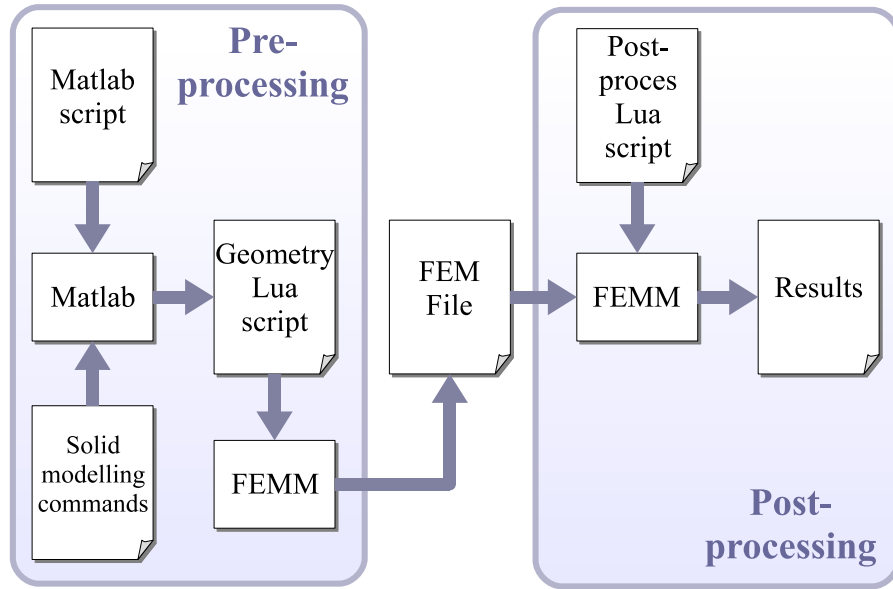 Pre-
processing
Matlab
script
Matlab
Solid
modelling
commands
Geometry
Lua
script
FEMM
FEM
File
Post-
proces
Lua
script
FEMM
Results
Post-
processing